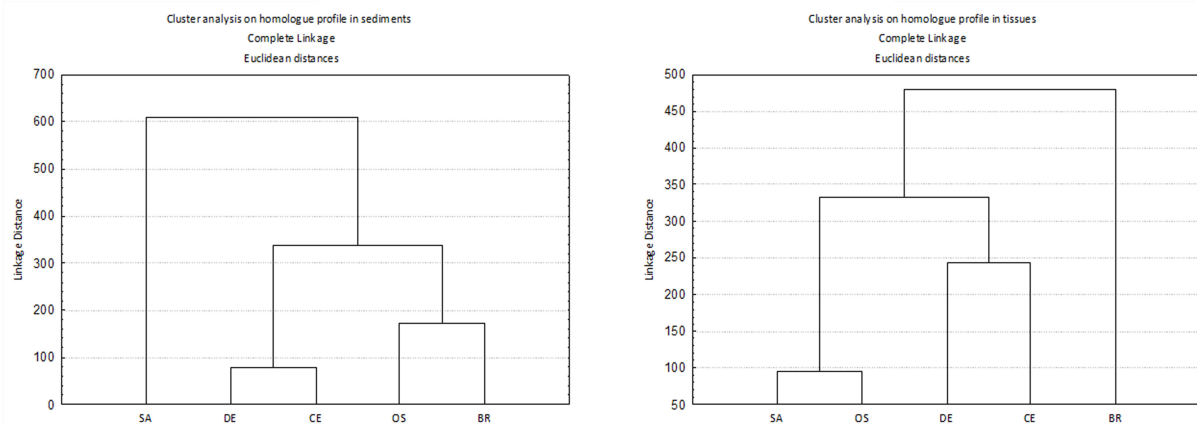 Cluster analysis on homologue profile in sediments
Complete Linkage
Euclidean distances
700
600
500
400
300
200
100
0
Linkage Distance
SA DE CE OS BR
Cluster analysis on homologue profile in tissues
Complete Linkage
Euclidean distances
500
450
400
350
300
250
200
150
100
50
Linkage Distance
SA OS DE CE BR